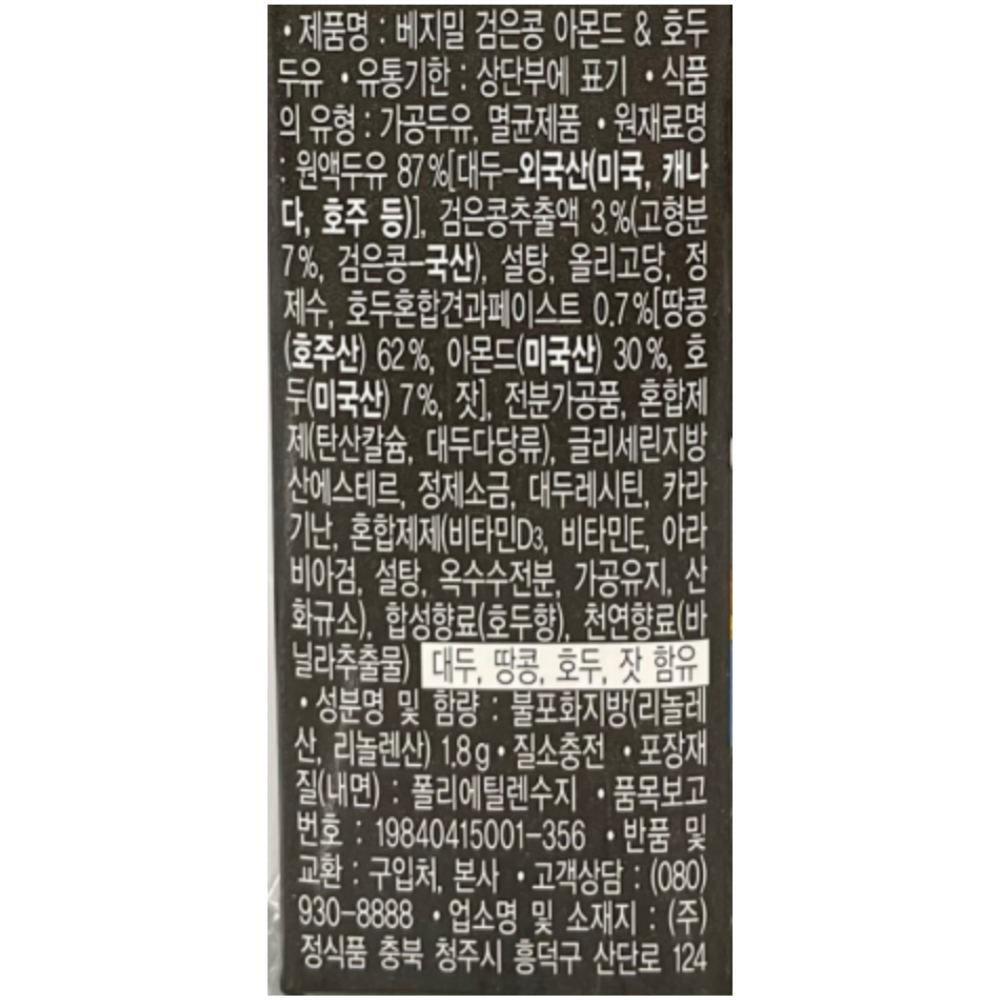 • 제품명 : 베지밀 검은콩 아몬드 & 호두
두유 • 유통기한 : 상단부에 표기 • 식품
의 유형 : 가공두유, 멸균제품 • 원재료명
: 원액두유 87%[대두-외국산(미국, 캐나
다, 호주 등)], 검은콩추출액 3%(고형분
7%, 검은콩-국산), 설탕, 올리고당, 정
제수, 호두혼합견과페이스트 0.7%[땅콩
(호주산) 62%, 아몬드(미국산) 30%, 호
두(미국산) 7%, 잣], 전분가공품, 혼합제
제(탄산칼슘, 대두다당류), 글리세린지방
산에스테르, 정제소금, 대두레시틴, 카라
기난, 혼합제제(비타민D3, 비타민E, 아라
비아검, 설탕, 옥수수전분, 가공유지, 산
화규소), 합성향료(호두향), 천연향료(바
닐라추출물) 대두, 땅콩, 호두, 잣 함유
• 성분명 및 함량 : 불포화지방(리놀레
산, 리놀렌산) 1.8g • 질소충전 • 포장재
질(내면) : 폴리에틸렌수지 • 품목보고
번호 : 19840415001-356 • 반품 및
교환 : 구입처, 본사 • 고객상담 : (080)
930-8888 • 업소명 및 소재지 : (주)
정식품 충북 청주시 흥덕구 산단로 124